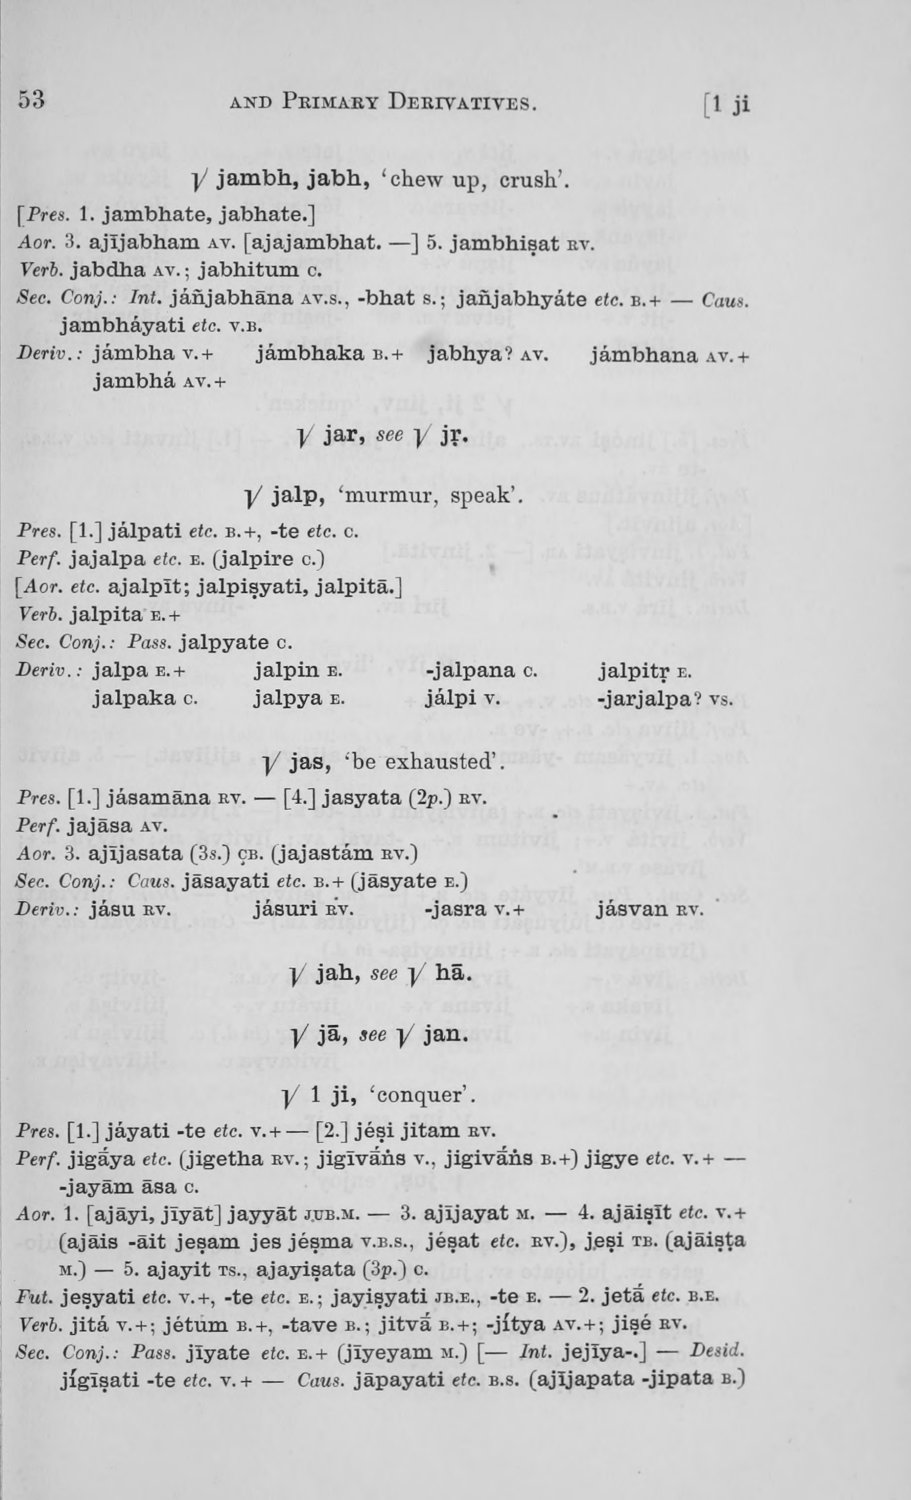 53 AND PRIMARY DERIVATIVES. [1 ji
√ jambh, jabh, ‘chew up, crush’.
[Pres. 1. jambhate, jabhate.]
Aor. 3. ajījabham AV. [ajajambhat. —] 5. jambhiṣat RV.
Verb. jabdha AV.; jabhitum C.
Sec. Conj.: Int. jáñjabhāna AV.S., -bhat S.; jañjabhyáte etc. B.+ — Caus.
jambháyati etc. V.B.
Deriv.: jámbha V.+ jámbhaka B.+ jabhya? AV. jámbhana AV.+
jambhá AV.+
√ jar, see √ jṛ.
√ jalp, ‘murmur, speak’.
Pres. [1.] jálpati etc. B.+, -te etc. C.
Perf. jajalpa etc. E. (jalpire C.)
[Aor. etc. ajalpīt; jalpiṣyati, jalpitā.]
Verb. jalpita E.+
Sec. Conj.: Pass. jalpyate C.
Deriv.: jalpa E.+ jalpin E. -jalpana C. jalpitṛ E.
jalpaka C. jalpya E. jálpi V. -jarjalpa? VS.
√ jas, ‘be exhausted’.
Pres. [1.] jásamāna RV. — [4.] jasyata (2p.) RV.
Perf. jajāsa AV.
Aor. 3. ajījasata (3s.) ÇB. (jajastám RV.)
Sec. Conj.: Caus. jāsayati etc. B.+ (jāsyate E.)
Deriv.: jásu RV. jásuri RV. -jasra V.+ jásvan RV.
√ jah, see √ hā.
√ jā, see √ jan.
√ 1 ji, ‘conquer’.
Pres. [1.] jáyati -te etc. V.+ — [2.] jéṣi jitam RV.
Perf. jigā́ya etc. (jigetha RV.; jigīvā́ṅs V., jigivā́ṅs B.+) jigye etc. V.+ —
-jayām āsa C.
Aor. 1. [ajāyi, jīyāt] jayyāt JUB.M. — 3. ajījayat M. — 4. ajāiṣīt etc. V.+
(ajāis -āit jeṣam jes jéṣma V.B.S., jéṣat etc. RV.), jeṣi TB. (ajāiṣṭa
M.) — 5. ajayit TS., ajayiṣata (3p.) C.
Fut. jeṣyati etc. V.+, -te etc. E.; jayiṣyati JB.E., -te E. — 2. jetā́ etc. B.E.
Verb. jitá V.+; jétum B.+, -tave B.; jitvā́ B.+; -jítya AV.+; jiṣé RV.
Sec. Conj.: Pass. jīyate etc. E.+ (jīyeyam M.) [— Int. jejīya-.] — Desid.
jígīṣati -te etc. V.+ — Caus. jāpayati etc. B.S. (ajījapata -jipata B.)